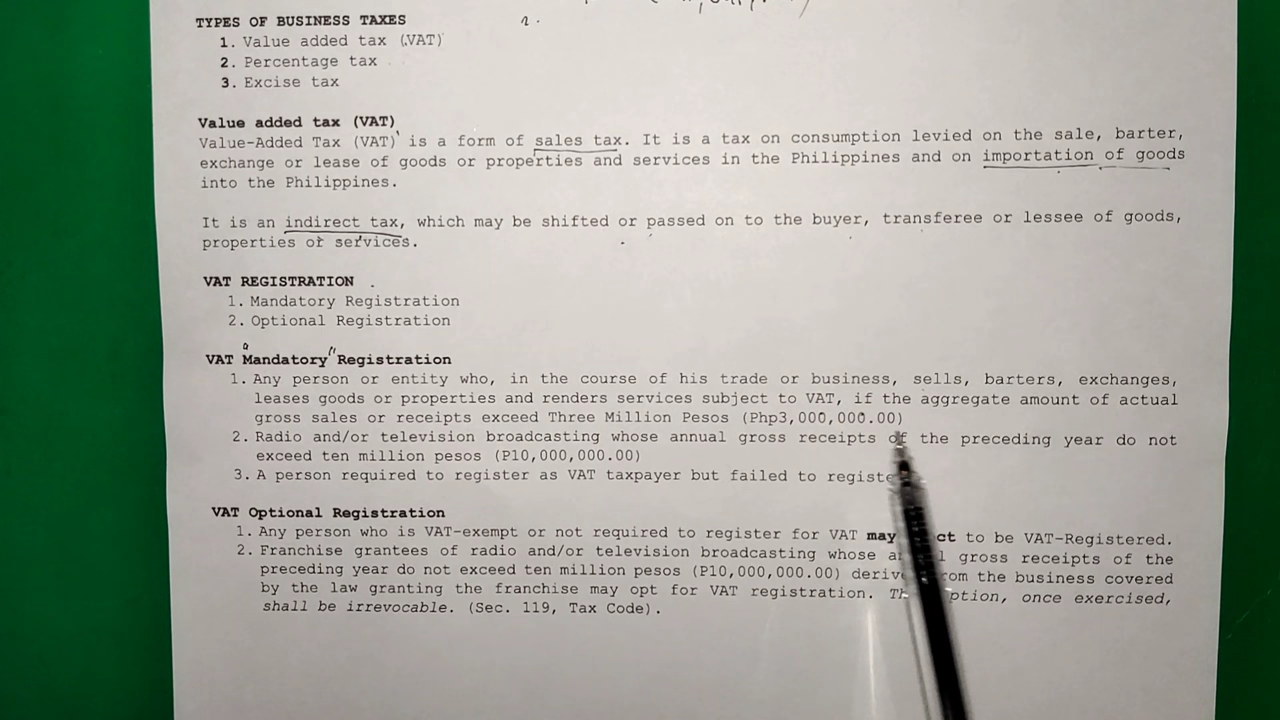 TYPES OF BUSINESS TAXES
1. Value added tax (VAT)
2. Percentage tax
3. Excise tax
Value added tax (VAT)
Value-Added Tax (VAT) is a form of sales tax. It is a tax on consumption levied on the sale, barter,
exchange or lease of goods or properties and services in the Philippines and on importation of goods
into the Philippines.
It is an indirect tax, which may be shifted or passed on to the buyer, transferee or lessee of goods,
properties or services.
VAT REGISTRATION
1. Mandatory Registration
2. Optional Registration
VAT Mandatory Registration
1. Any person or entity who, in the course of his trade or business, sells, barters, exchanges,
leases goods or properties and renders services subject to VAT, if the aggregate amount of actual
gross sales or receipts exceed Three Million Pesos (Php3,000,000.00)
2. Radio and/or television broadcasting whose annual gross receipts of the preceding year do not
exceed ten million pesos (P10,000,000.00)
3. A person required to register as VAT taxpayer but failed to registe
VAT Optional Registration
1. Any person who is VAT-exempt or not required to register for VAT may ct to be VAT-Registered.
2. Franchise grantees of radio and/or television broadcasting whose a l gross receipts of the
preceding year do not exceed ten million pesos (P10,000,000.00) deriv om the business covered
by the law granting the franchise may opt for VAT registration. Th ption, once exercised,
shall be irrevocable. (Sec. 119, Tax Code).